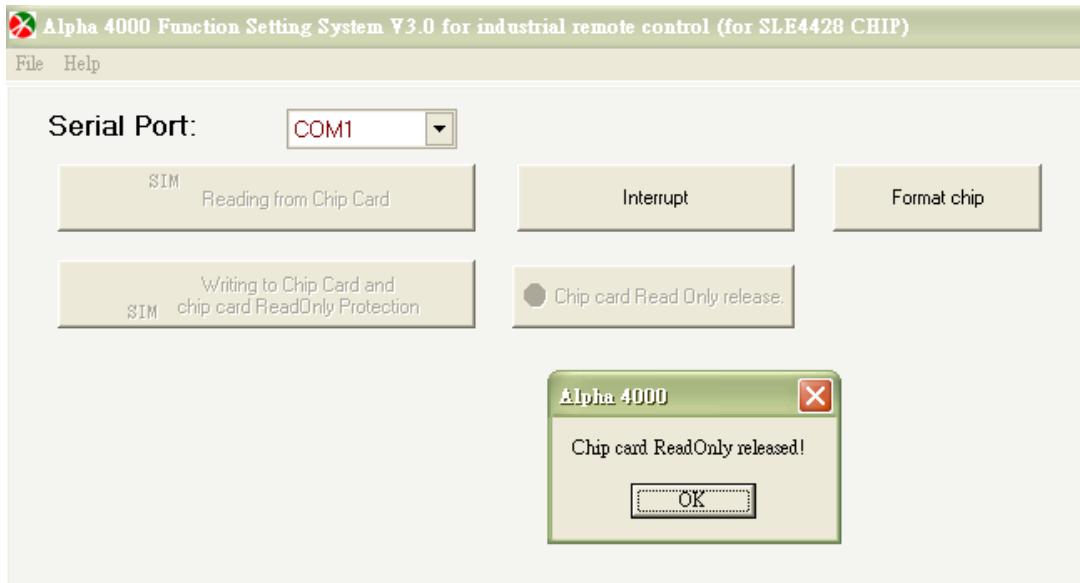 Alpha 4000 Function Setting System V3.0 for industrial remote control (for SLE4428 CHIP)
File Help
Serial Port: COM1
SIM
Reading from Chip Card
Interrupt
Format chip
Writing to Chip Card and
SIM chip card ReadOnly Protection
Chip card Read Only release.
Alpha 4000
Chip card ReadOnly released!
OK